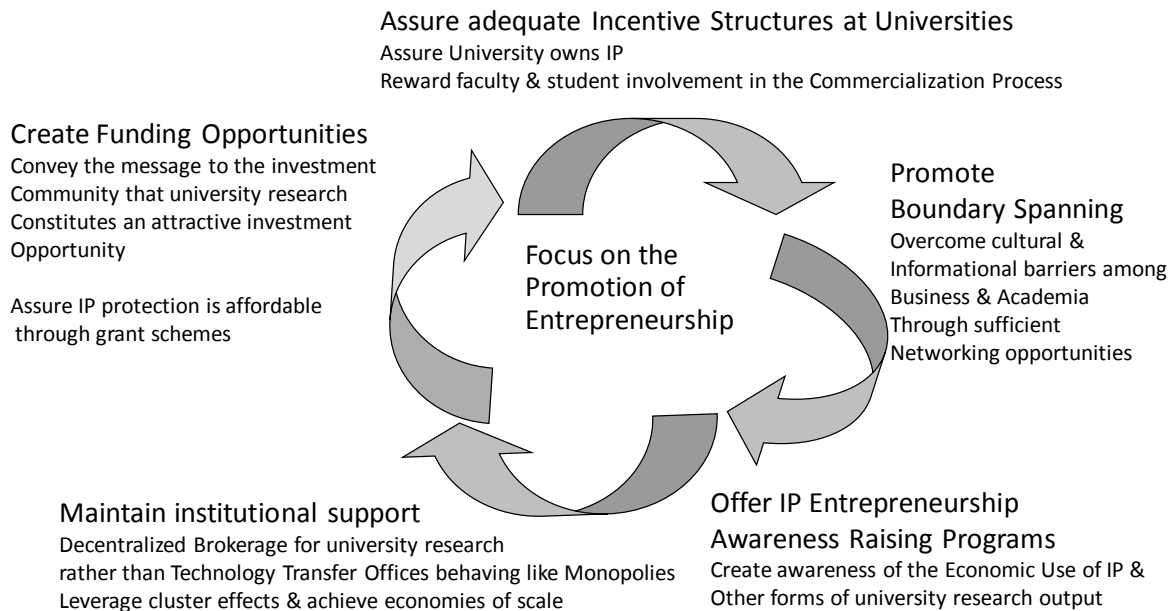 Assure adequate Incentive Structures at Universities
Assure University owns IP
Reward faculty & student involvement in the Commercialization Process
Create Funding Opportunities
Convey the message to the investment
Community that university research
Constitutes an attractive investment
Opportunity
Assure IP protection is affordable
through grant schemes
Promote
Boundary Spanning
Overcome cultural &
Informational barriers among
Business & Academia
Through sufficient
Networking opportunities
Focus on the
Promotion of
Entrepreneurship
Maintain institutional support
Decentralized Brokerage for university research
rather than Technology Transfer Offices behaving like Monopolies
Leverage cluster effects & achieve economies of scale
Offer IP Entrepreneurship
Awareness Raising Programs
Create awareness of the Economic Use of IP &
Other forms of university research output